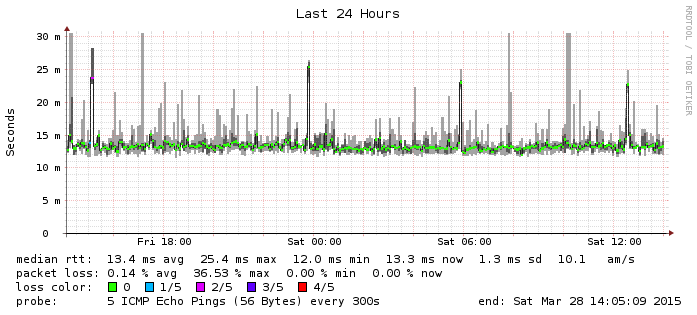 Last 24 Hours
RRDTOOL / TOBI OETIKER
Seconds
30 m
25 m
20 m
15 m
10 m
5 m
0
Fri 18:00 Sat 00:00 Sat 06:00 Sat 12:00
median rtt: 13.4 ms avg 25.4 ms max 12.0 ms min 13.3 ms now 1.3 ms sd 10.1 am/s
packet loss: 0.14 % avg 36.53 % max 0.00 % min 0.00 % now
loss color: 0 1/5 2/5 3/5 4/5
probe: 5 ICMP Echo Pings (56 Bytes) every 300s end: Sat Mar 28 14:05:09 2015